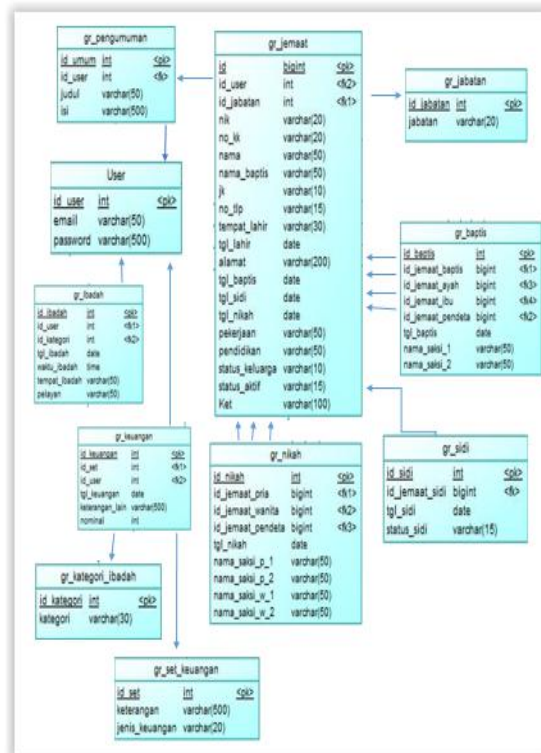 gr_pengumuman
id_umum int <pk>
id_user int <fk>
judul varchar(50)
isi varchar(500)
gr_jemaat
id bigint <pk>
id_user int <fk2>
id_jabatan int <fk1>
nik varchar(20)
no_kk varchar(20)
nama varchar(50)
nama_baptis varchar(50)
jk varchar(10)
no_tlp varchar(15)
tempat_lahir varchar(30)
tgl_lahir date
alamat varchar(200)
tgl_baptis date
tgl_sidi date
tgl_nikah date
pekerjaan varchar(50)
pendidikan varchar(50)
status_keluarga varchar(10)
status_aktif varchar(15)
Ket varchar(100)
gr_jabatan
id_jabatan int <pk>
jabatan varchar(20)
User
id_user int <pk>
email varchar(50)
password varchar(500)
gr_baptis
id_baptis int <pk>
id_jemaat_baptis bigint <fk1>
id_jemaat_ayah bigint <fk3>
id_jemaat_ibu bigint <fk4>
id_jemaat_pendeta bigint <fk2>
tgl_baptis date
nama_saksi_1 varchar(50)
nama_saksi_2 varchar(50)
gr_ibadah
id_ibadah int <pk>
id_user int <fk1>
id_kategori int <fk2>
tgl_ibadah date
waktu_ibadah time
tempat_ibadah varchar(50)
pelayan varchar(50)
gr_keuangan
id_keuangan int <pk>
id_set int <fk1>
id_user int <fk2>
tgl_keuangan date
keterangan_lain varchar(500)
nominal int
gr_nikah
id_nikah int <pk>
id_jemaat_pria bigint <fk1>
id_jemaat_wanita bigint <fk2>
id_jemaat_pendeta bigint <fk3>
tgl_nikah date
nama_saksi_p_1 varchar(50)
nama_saksi_p_2 varchar(50)
nama_saksi_w_1 varchar(50)
nama_saksi_w_2 varchar(50)
gr_sidi
id_sidi int <pk>
id_jemaat_sidi bigint <fk>
tgl_sidi date
status_sidi varchar(15)
gr_kategori_ibadah
id_kategori int <pk>
kategori varchar(30)
gr_set_keuangan
id_set int <pk>
keterangan varchar(500)
jenis_keuangan varchar(20)